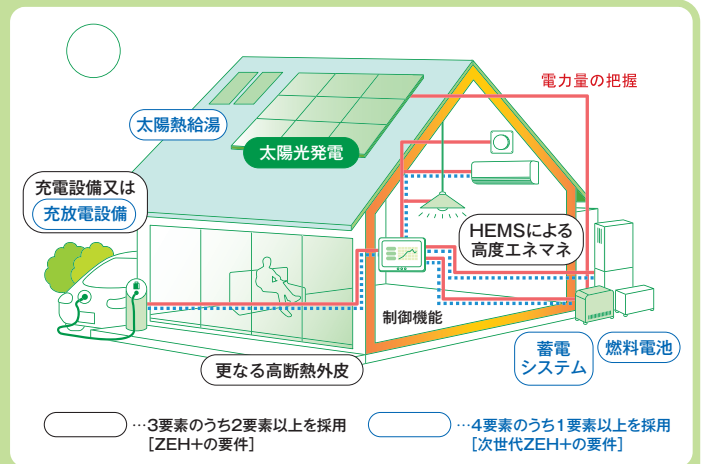 電力量の把握
太陽熱給湯
太陽光発電
充電設備又は
充放電設備
HEMSによる
高度エネマネ
制御機能
更なる高断熱外皮
蓄電
システム
燃料電池
…3要素のうち2要素以上を採用
[ZEH+の要件]
…4要素のうち1要素以上を採用
[次世代ZEH+の要件]